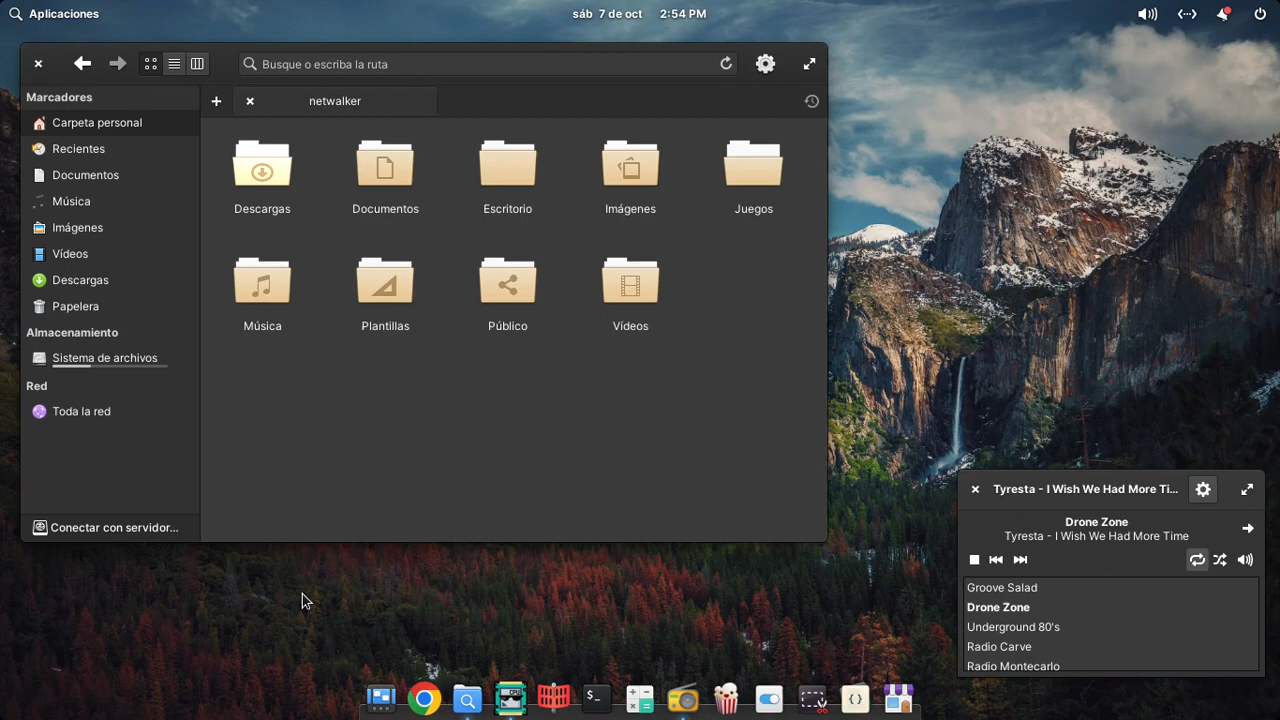 Aplicaciones
sáb 7 de oct 2:54 PM
Busque o escriba la ruta
Marcadores
Carpeta personal
Recientes
Documentos
Música
Imágenes
Vídeos
Descargas
Papelera
Almacenamiento
Sistema de archivos
Red
Toda la red
Conectar con servidor...
netwalker
Descargas
Documentos
Escritorio
Imágenes
Juegos
Música
Plantillas
Público
Vídeos
Tyresta - I Wish We Had More Ti...
Drone Zone
Tyresta - I Wish We Had More Time
Groove Salad
Drone Zone
Underground 80's
Radio Carve
Radio Montecarlo
CPU
$_
{}